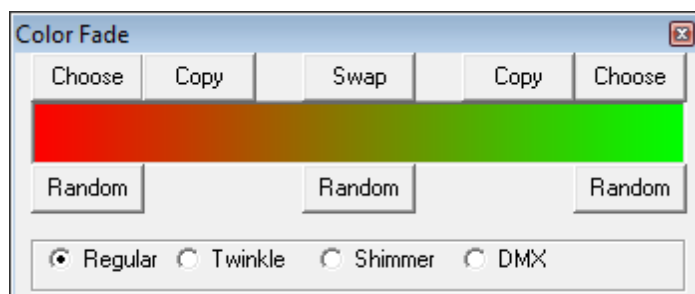 Color Fade
Choose Copy Swap Copy Choose
Random Random Random
Regular Twinkle Shimmer DMX